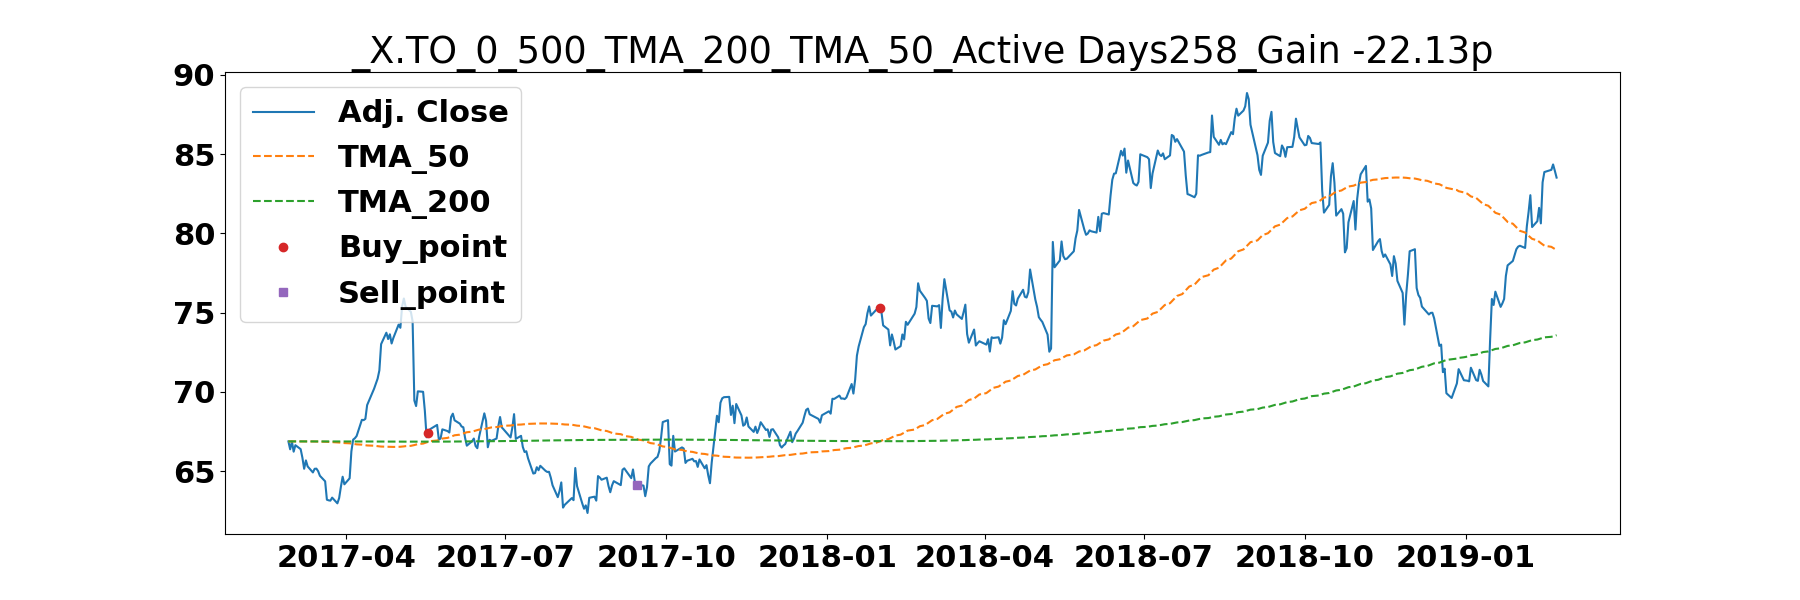 _X.TO_0_500_TMA_200_TMA_50_Active Days258_Gain -22.13p
90
85
80
75
70
65
Adj. Close
TMA_50
TMA_200
Buy_point
Sell_point
2017-04 2017-07 2017-10 2018-01 2018-04 2018-07 2018-10 2019-01